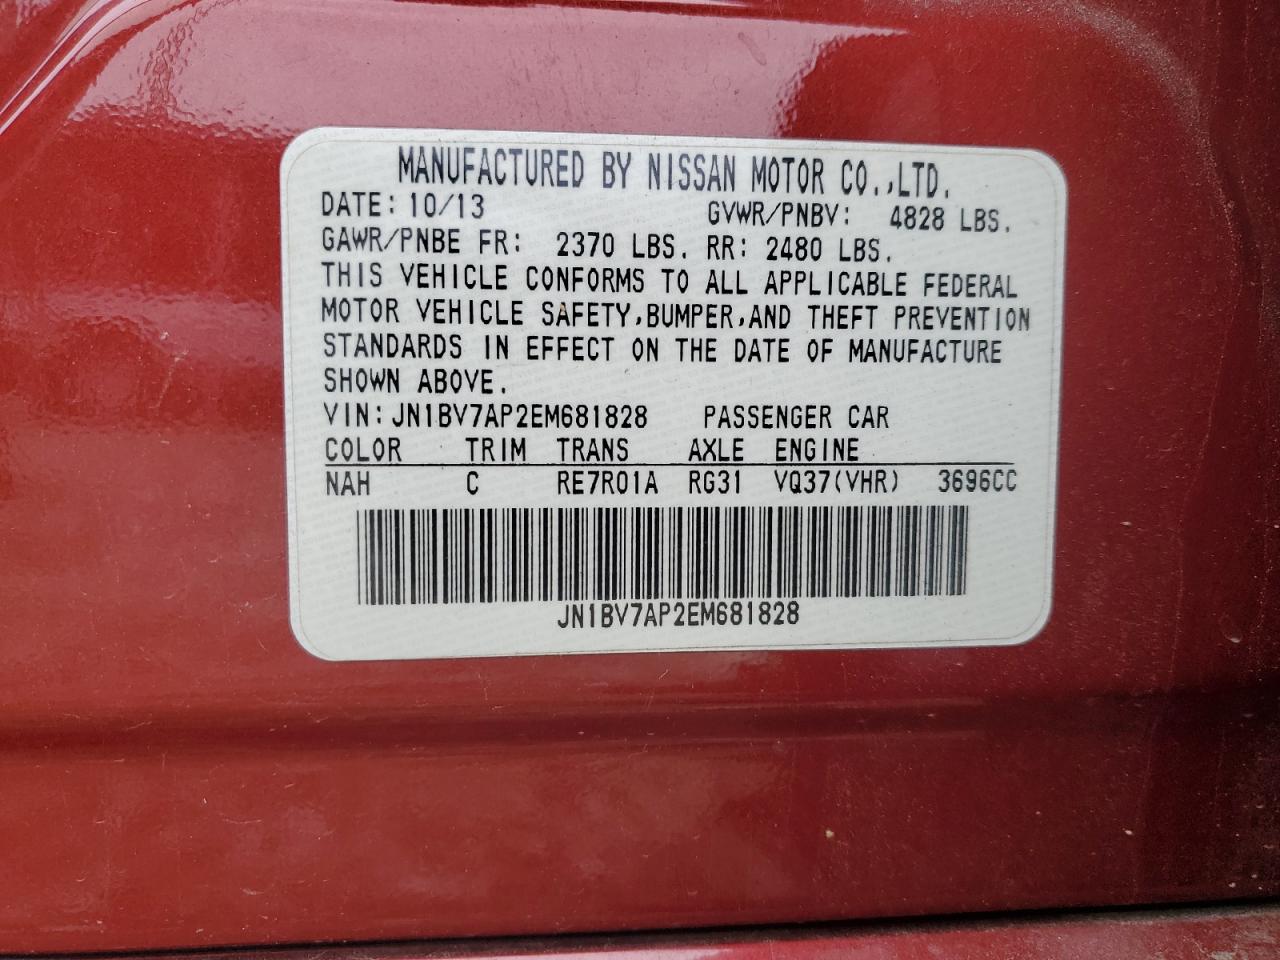 MANUFACTURED BY NISSAN MOTOR CO.,LTD.
DATE: 10/13 GVWR/PNBV: 4828 LBS.
GAWR/PNBE FR: 2370 LBS. RR: 2480 LBS.
THIS VEHICLE CONFORMS TO ALL APPLICABLE FEDERAL
MOTOR VEHICLE SAFETY,BUMPER,AND THEFT PREVENTION
STANDARDS IN EFFECT ON THE DATE OF MANUFACTURE
SHOWN ABOVE.
VIN: JN1BV7AP2EM681828 PASSENGER CAR
COLOR TRIM TRANS AXLE ENGINE
NAH C RE7R01A RG31 VQ37(VHR) 3696CC
JN1BV7AP2EM681828